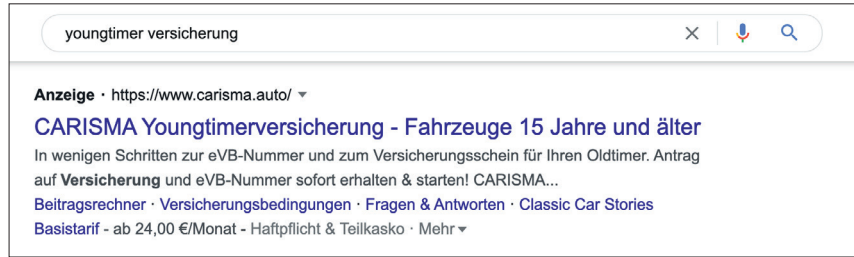 youngtimer versicherung
Anzeige · https://www.carisma.auto/
CARISMA Youngtimerversicherung - Fahrzeuge 15 Jahre und älter
In wenigen Schritten zur eVB-Nummer und zum Versicherungsschein für Ihren Oldtimer. Antrag
auf Versicherung und eVB-Nummer sofort erhalten & starten! CARISMA...
Beitragsrechner · Versicherungsbedingungen · Fragen & Antworten · Classic Car Stories
Basistarif - ab 24,00 €/Monat - Haftpflicht & Teilkasko · Mehr